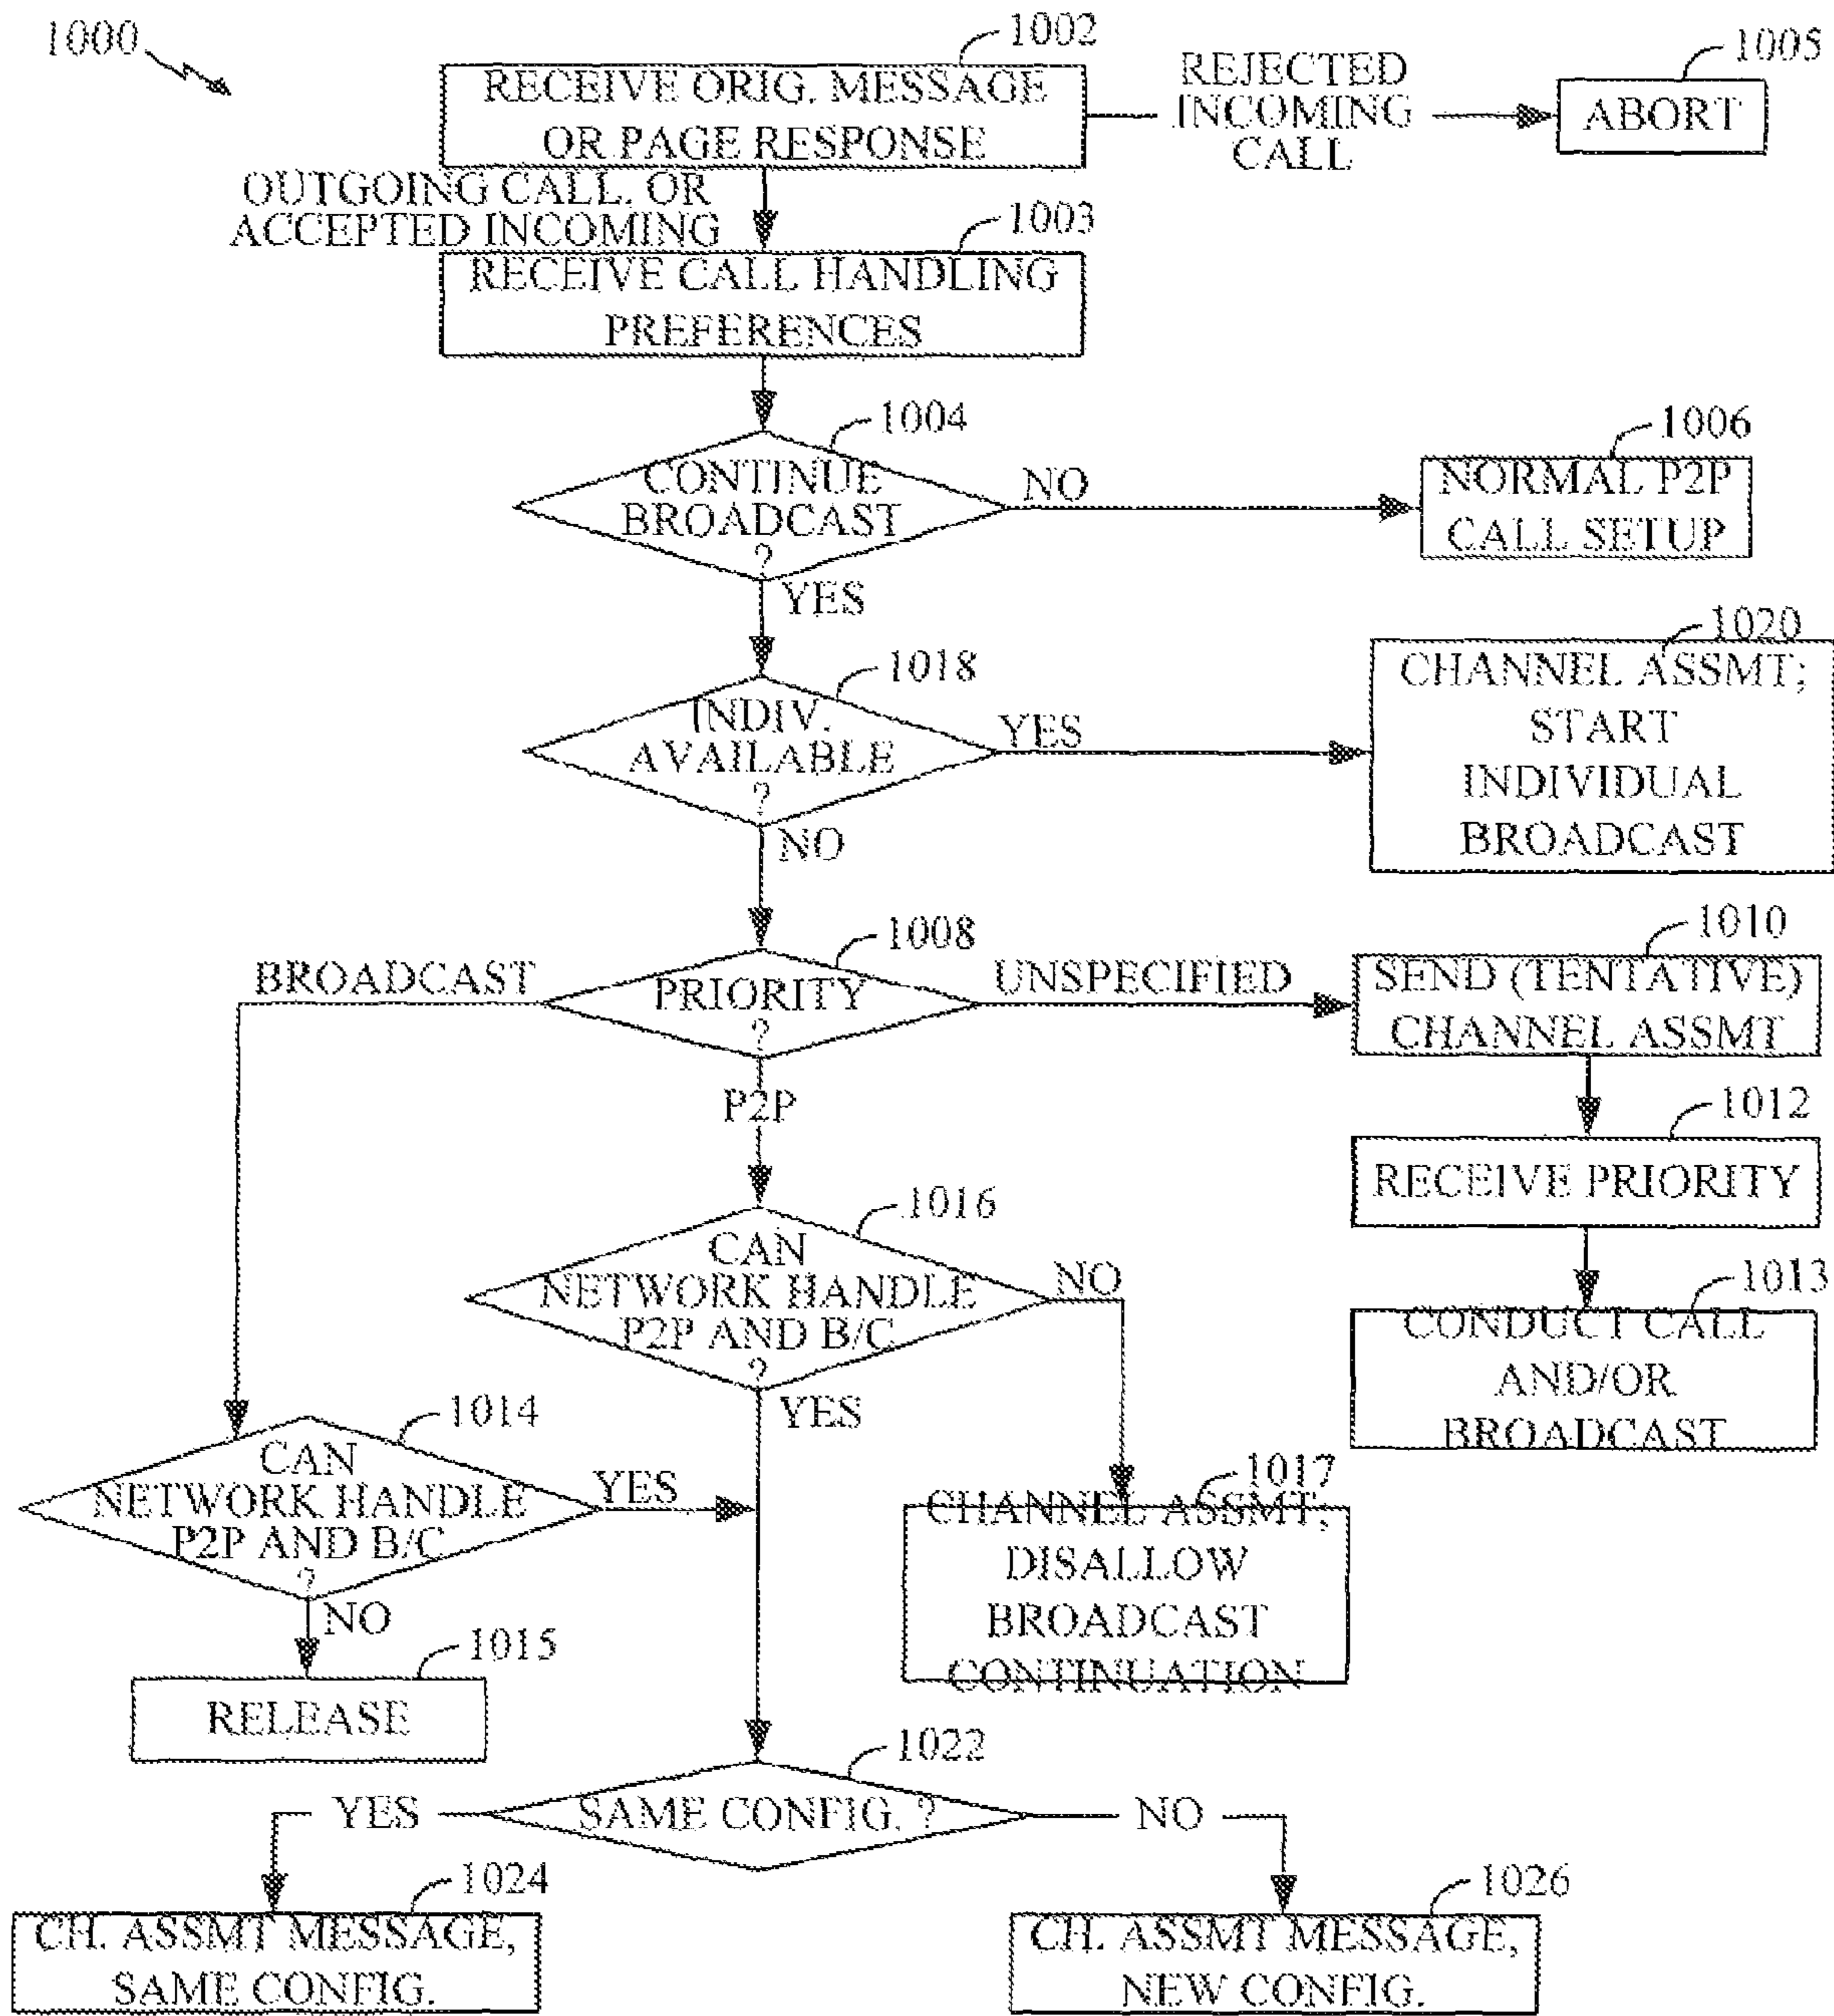 1000
1002
RECEIVE ORIG. MESSAGE
OR PAGE RESPONSE
REJECTED
INCOMING
CALL
1005
ABORT
OUTGOING CALL, OR
ACCEPTED INCOMING
1003
RECEIVE CALL HANDLING
PREFERENCES
1004
CONTINUE
BROADCAST
?
NO
1006
NORMAL P2P
CALL SETUP
YES
1018
INDIV.
AVAILABLE
?
YES
1020
CHANNEL ASSMT;
START
INDIVIDUAL
BROADCAST
NO
1008
BROADCAST
PRIORITY
?
UNSPECIFIED
1010
SEND (TENTATIVE)
CHANNEL ASSMT
P2P
1012
RECEIVE PRIORITY
1016
CAN
NETWORK HANDLE
P2P AND B/C
?
NO
1013
CONDUCT CALL
AND/OR
BROADCAST
YES
1014
CAN
NETWORK HANDLE
P2P AND B/C
?
YES
1017
CHANNEL ASSMT;
DISALLOW
BROADCAST
CONTINUATION
NO
1015
RELEASE
1022
YES
SAME CONFIG. ?
NO
1024
CH. ASSMT MESSAGE,
SAME CONFIG.
1026
CH. ASSMT MESSAGE,
NEW CONFIG.